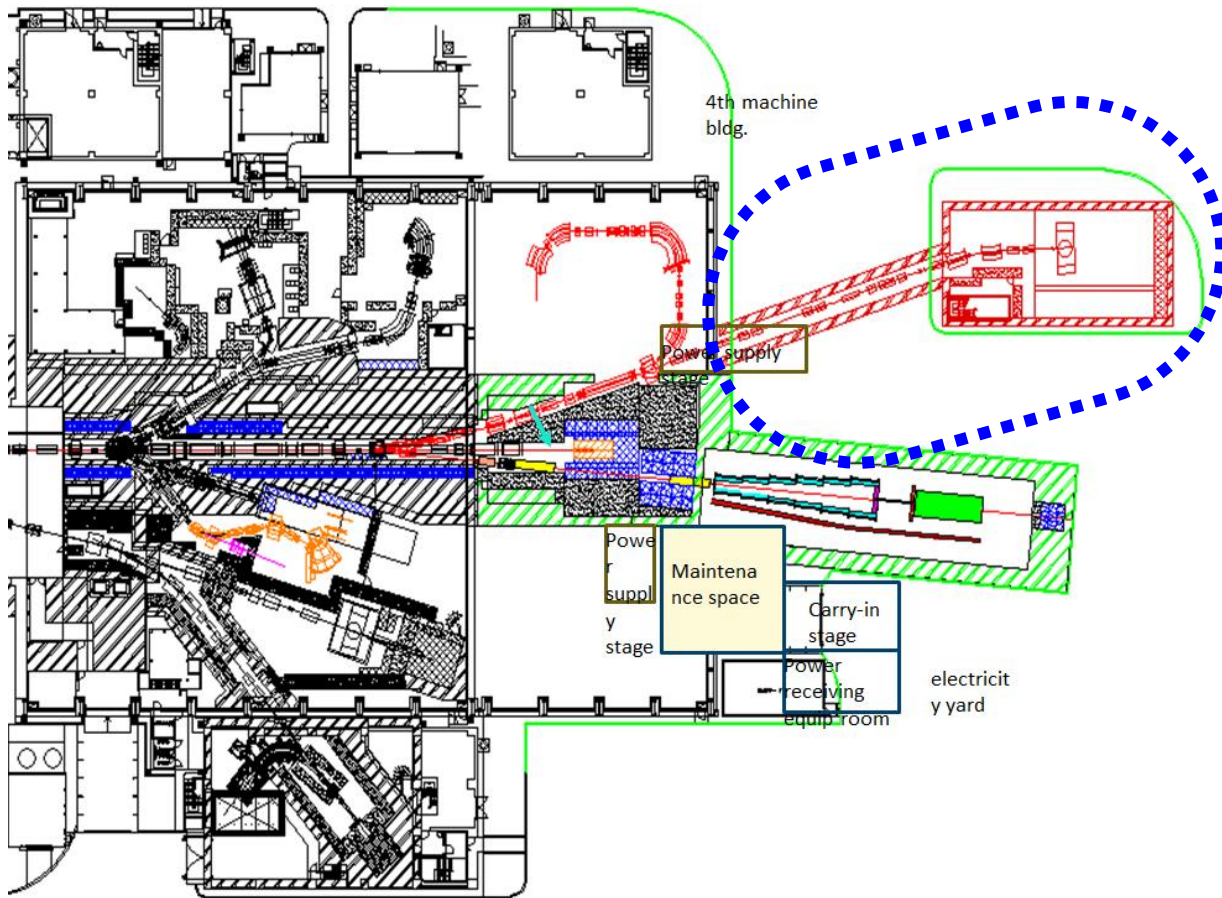 4th machine
bldg.
Power supply
stage
Powe
r
suppl
y
stage
Maintena
nce space
Carry-in
stage
Power
receiving
equip room
electricit
y yard